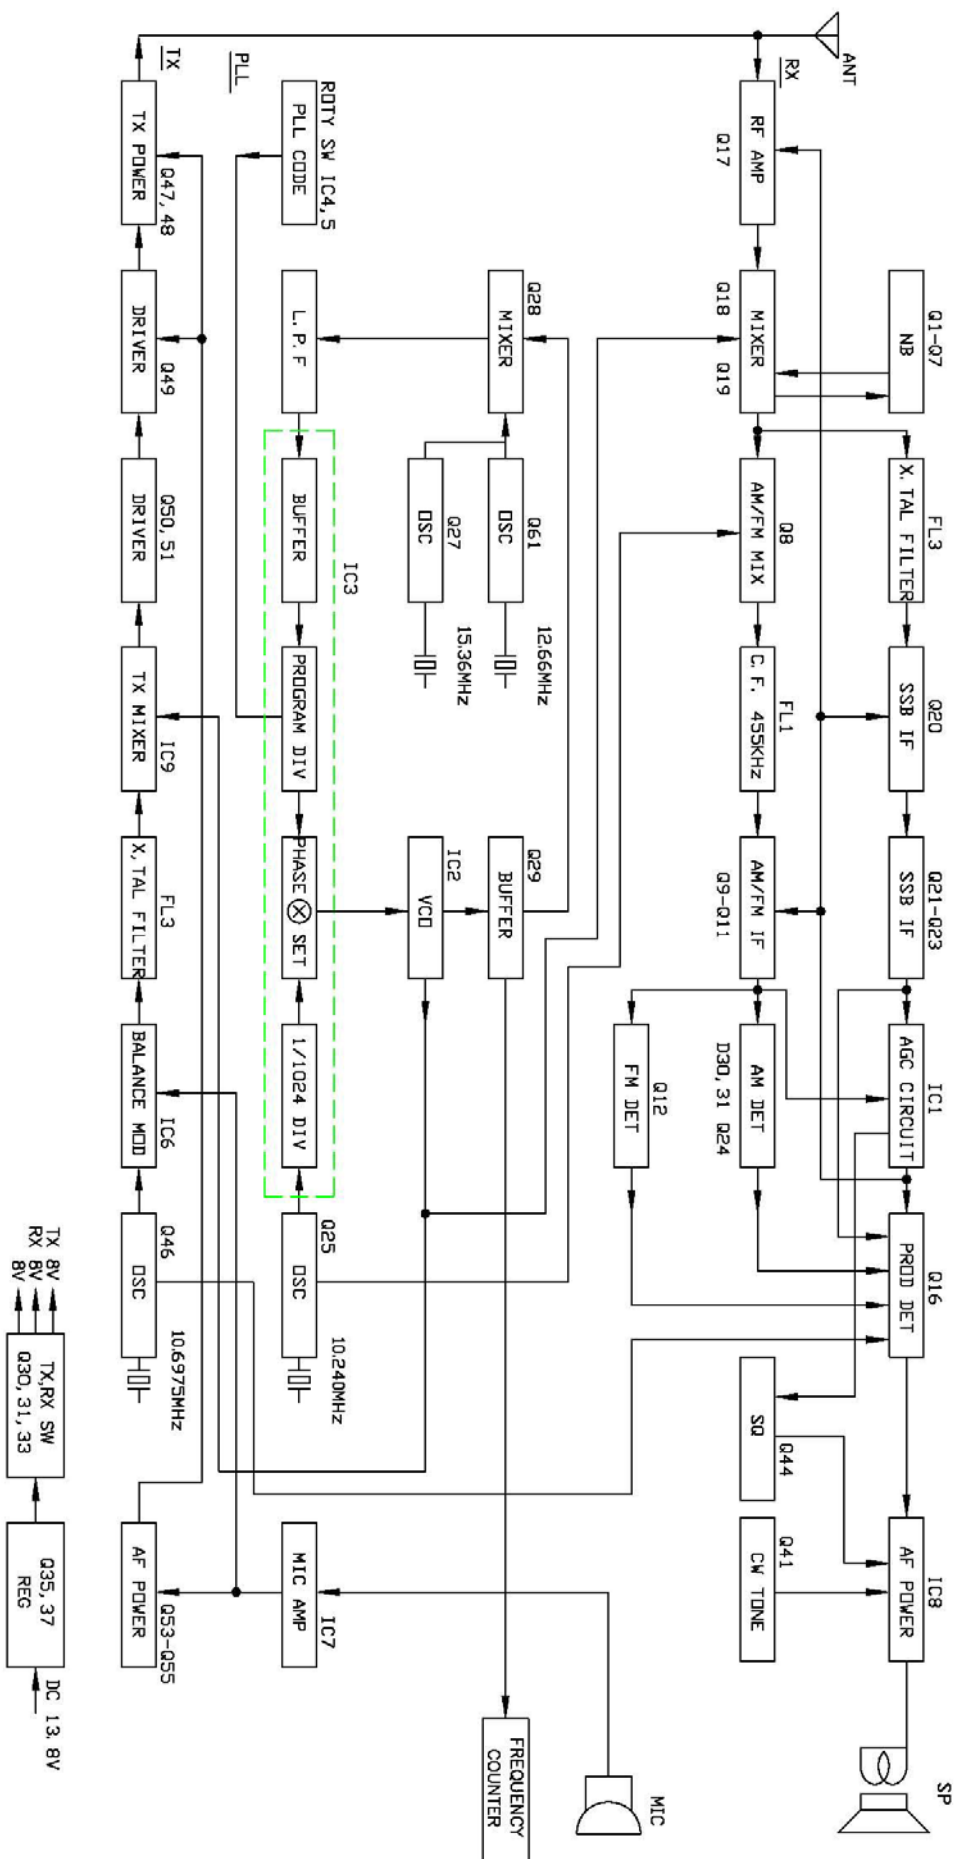 ANT
SP
RX
Q1-Q7
NB
FL3
X,TAL FILTER
Q20
SSB IF
Q21-Q23
SSB IF
IC1
AGC CIRCUIT
Q16
PROD DET
IC8
AF POWER
RF AMP
Q17
Q18
MIXER
Q19
Q8
AM/FM MIX
FL1
C. F. 455KHz
AM/FM IF
Q9-Q11
AM DET
D30,31 Q24
SQ
Q44
Q41
CW TONE
Q12
FM DET
MIC
Q28
MIXER
Q61
OSC
12.66MHz
Q27
OSC
15.36MHz
Q29
BUFFER
IC2
VCO
FREQUENCY
COUNTER
ROTY SW IC4,5
PLL CODE
PLL
L.P.F
IC3
BUFFER
PROGRAM DIV
PHASE
SET
1/1024 DIV
Q25
OSC
10.240MHz
IC7
MIC AMP
TX
TX POWER
Q47,48
DRIVER
Q49
Q50,51
DRIVER
TX MIXER
IC9
X,TAL FILTER
FL3
BALANCE MOD
IC6
Q46
OSC
10.6975MHz
AF POWER
Q53-Q55
TX 8V
RX 8V
8V
TX,RX SW
Q30,31,33
Q35,37
REG
DC 13.8V